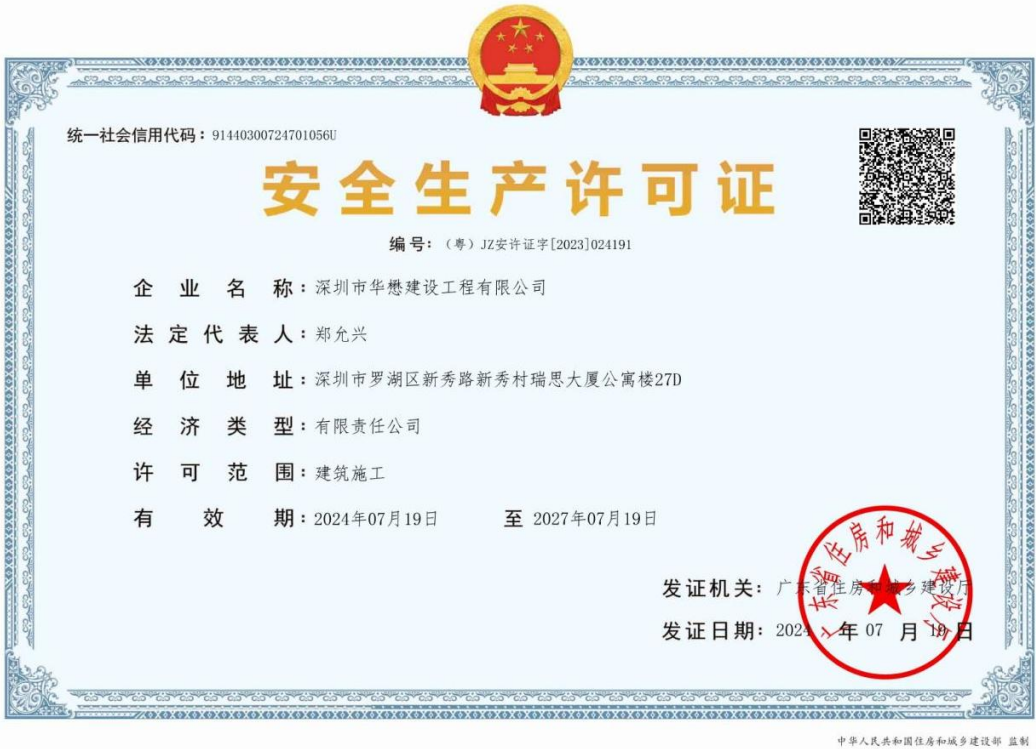 统一社会信用代码：91440300724701056U
安全生产许可证
编号：（粤）JZ安许证字[2023]024191
企业名称：深圳市华懋建设工程有限公司
法定代表人：郑允兴
单位地址：深圳市罗湖区新秀路新秀村瑞思大厦公寓楼27D
经济类型：有限责任公司
许可范围：建筑施工
有效期：2024年07月19日 至 2027年07月19日
广东省住房和城乡建设厅
发证机关：广东省住房和城乡建设厅
发证日期：2024年07月19日
中华人民共和国住房和城乡建设部 监制